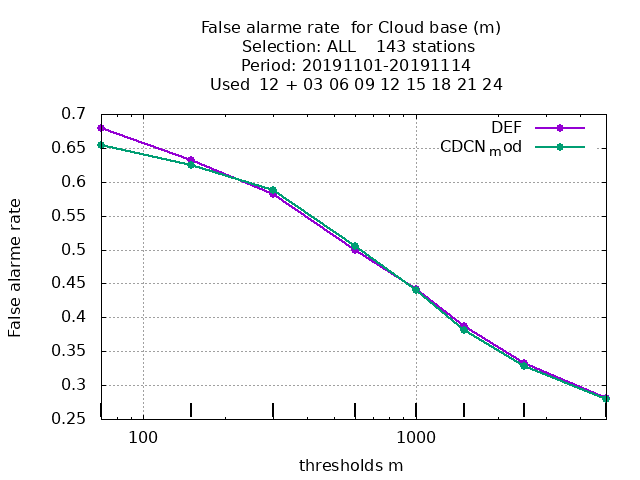 False alarme rate  for Cloud base (m)
Selection: ALL    143 stations
Period: 20191101-20191114
Used  12 + 03 06 09 12 15 18 21 24
DEF
CDCNmod
0.7
0.65
0.6
0.55
0.5
0.45
0.4
0.35
0.3
0.25
False alarme rate
100
1000
thresholds m